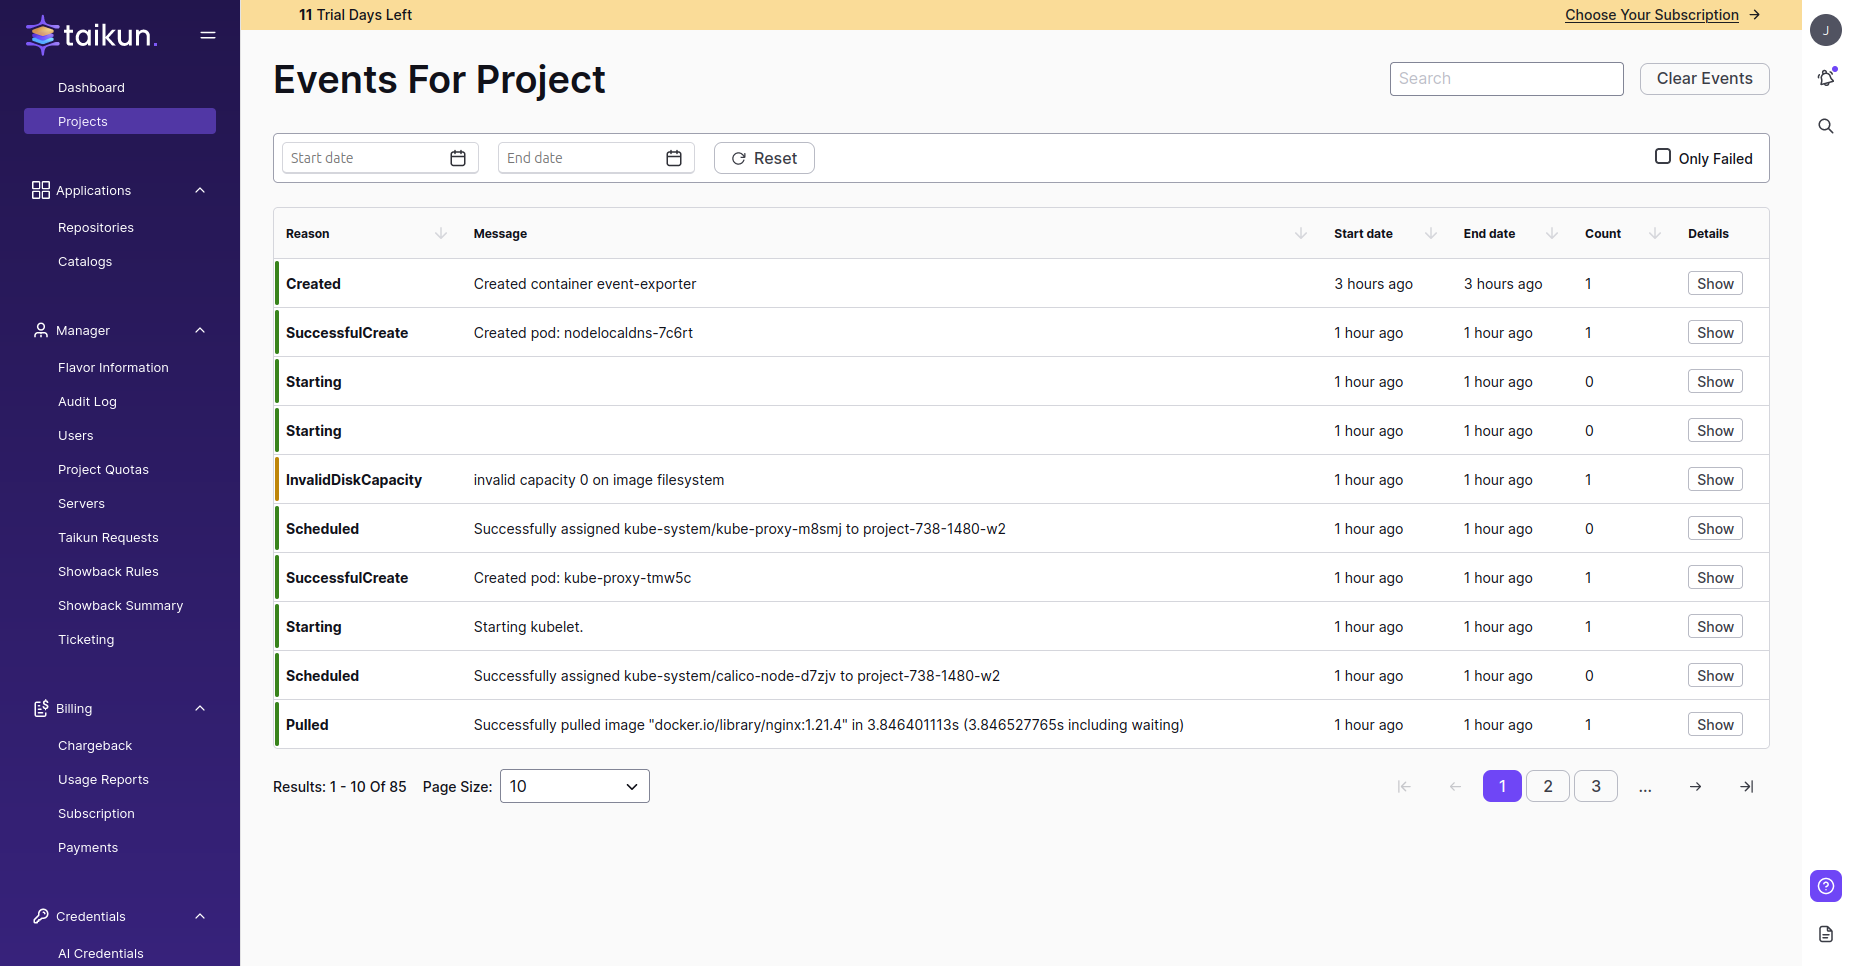 11 Trial Days Left
Choose Your Subscription
taikun.
Dashboard
Projects
Applications
Repositories
Catalogs
Manager
Flavor Information
Audit Log
Users
Project Quotas
Servers
Taikun Requests
Showback Rules
Showback Summary
Ticketing
Billing
Chargeback
Usage Reports
Subscription
Payments
Credentials
AI Credentials
Events For Project
Search
Clear Events
Start date
End date
Reset
Only Failed
Reason Message Start date End date Count Details
Created Created container event-exporter 3 hours ago 3 hours ago 1 Show
SuccessfulCreate Created pod: nodelocaldns-7c6rt 1 hour ago 1 hour ago 1 Show
Starting 1 hour ago 1 hour ago 0 Show
Starting 1 hour ago 1 hour ago 0 Show
InvalidDiskCapacity invalid capacity 0 on image filesystem 1 hour ago 1 hour ago 1 Show
Scheduled Successfully assigned kube-system/kube-proxy-m8smj to project-738-1480-w2 1 hour ago 1 hour ago 0 Show
SuccessfulCreate Created pod: kube-proxy-tmw5c 1 hour ago 1 hour ago 1 Show
Starting Starting kubelet. 1 hour ago 1 hour ago 1 Show
Scheduled Successfully assigned kube-system/calico-node-d7zjv to project-738-1480-w2 1 hour ago 1 hour ago 0 Show
Pulled Successfully pulled image "docker.io/library/nginx:1.21.4" in 3.846401113s (3.846527765s including waiting) 1 hour ago 1 hour ago 1 Show
Results: 1 - 10 Of 85 Page Size: 10 1 2 3 ...
J